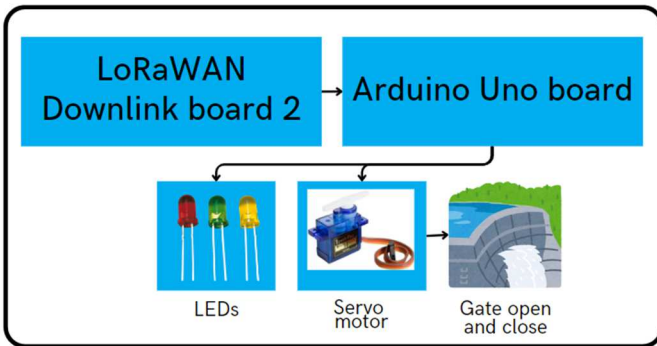 LoRaWAN
Downlink board 2
Arduino Uno board
LEDs
Servo
motor
Gate open
and close